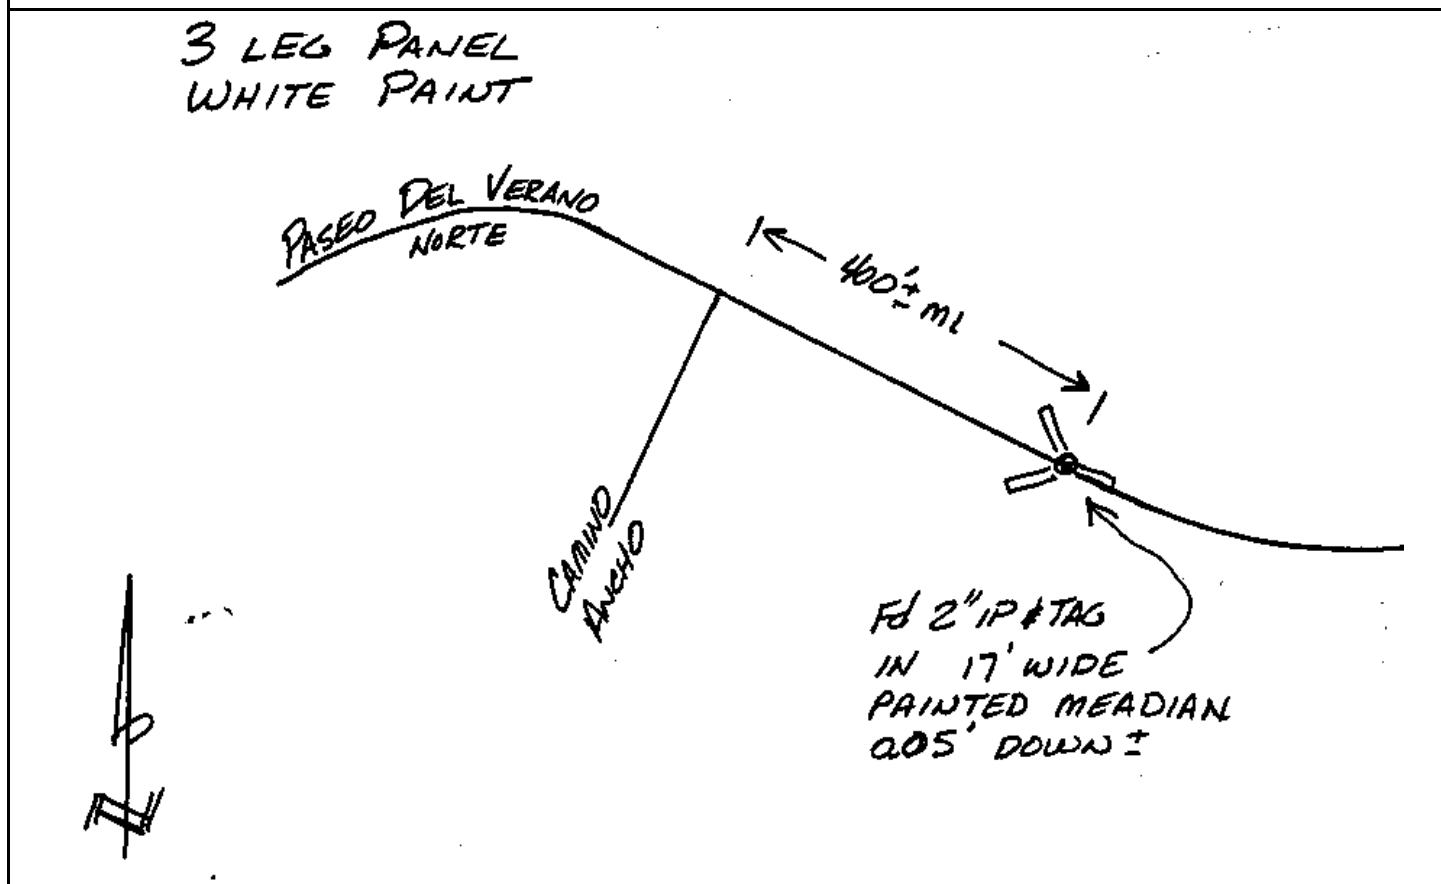 3 LEG PANEL
WHITE PAINT
PASEO DEL VERANO
NORTE
400'± ML
CAMINO
ANCHO
Fd 2" IP & TAG
IN 17' WIDE
PAINTED MEADIAN
0.05' DOWN ±
N